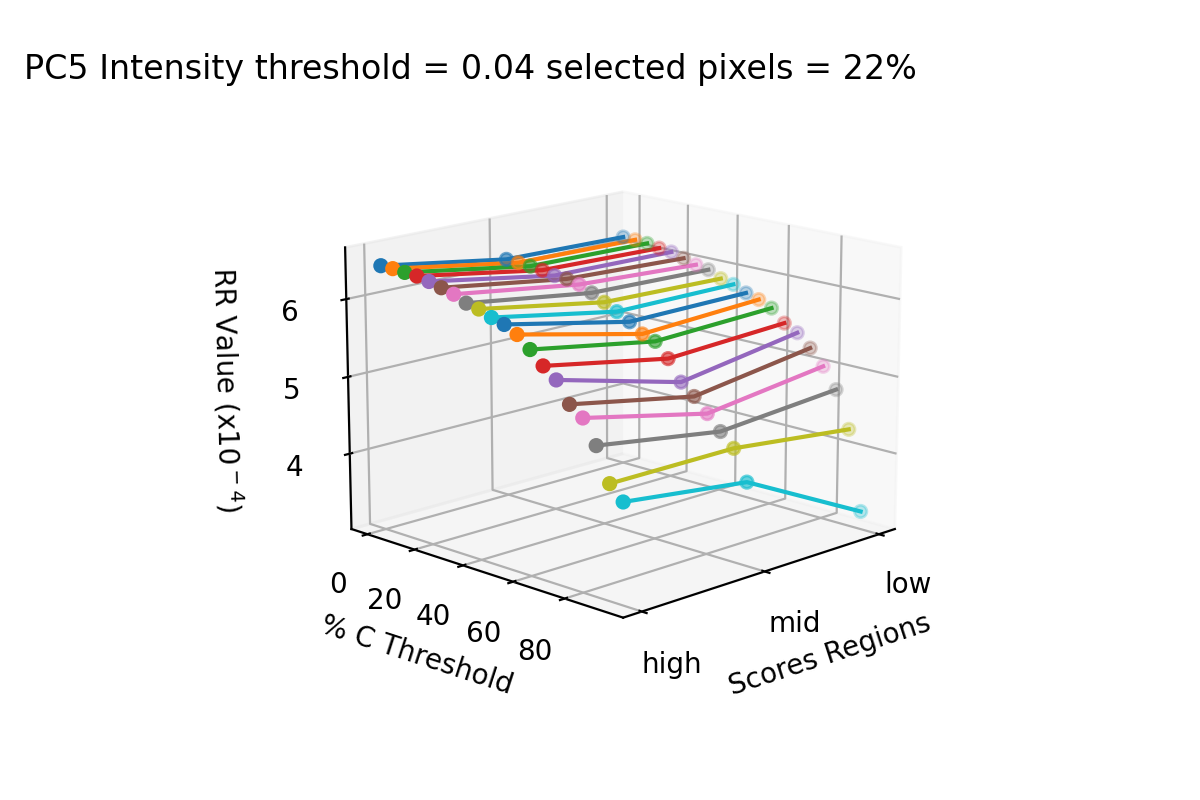 PC5 Intensity threshold = 0.04 selected pixels = 22%
RR Value (x10⁻⁴)
6
5
4
0
20
40
60
80
% C Threshold
high
mid
low
Scores Regions